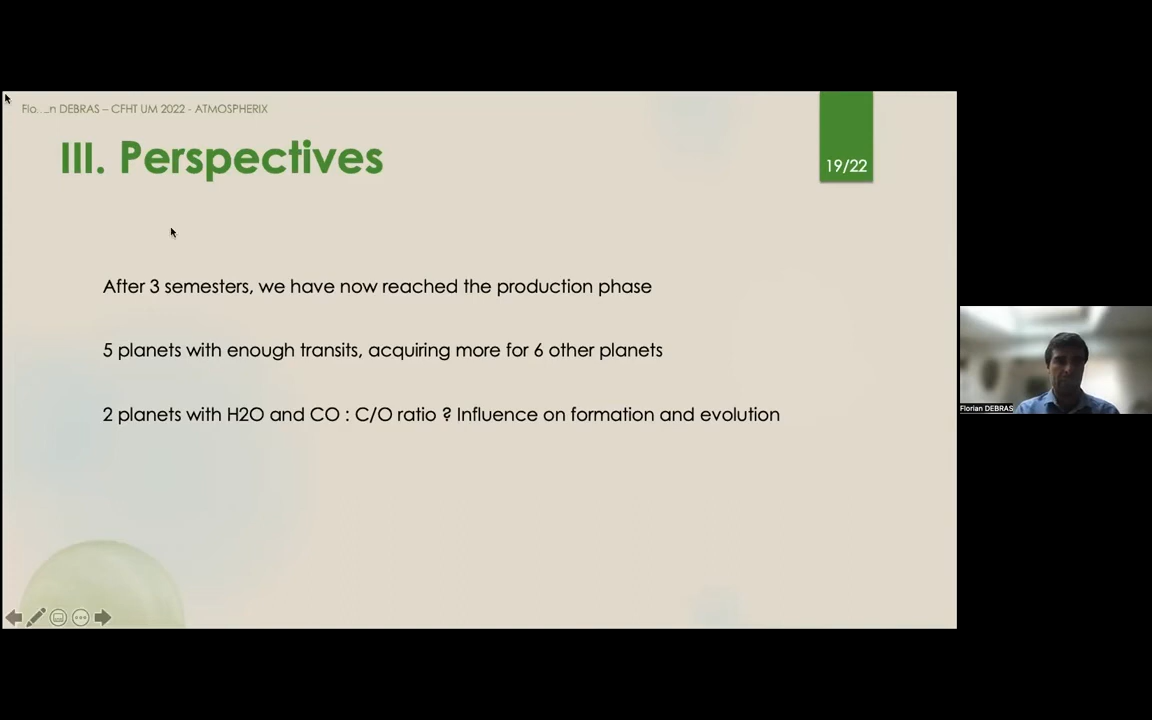 DEBRAS – CFHT UM 2022 - ATMOSPHERIX
III. Perspectives
19/22
After 3 semesters, we have now reached the production phase
5 planets with enough transits, acquiring more for 6 other planets
2 planets with H2O and CO : C/O ratio ? Influence on formation and evolution
Florian DEBRAS